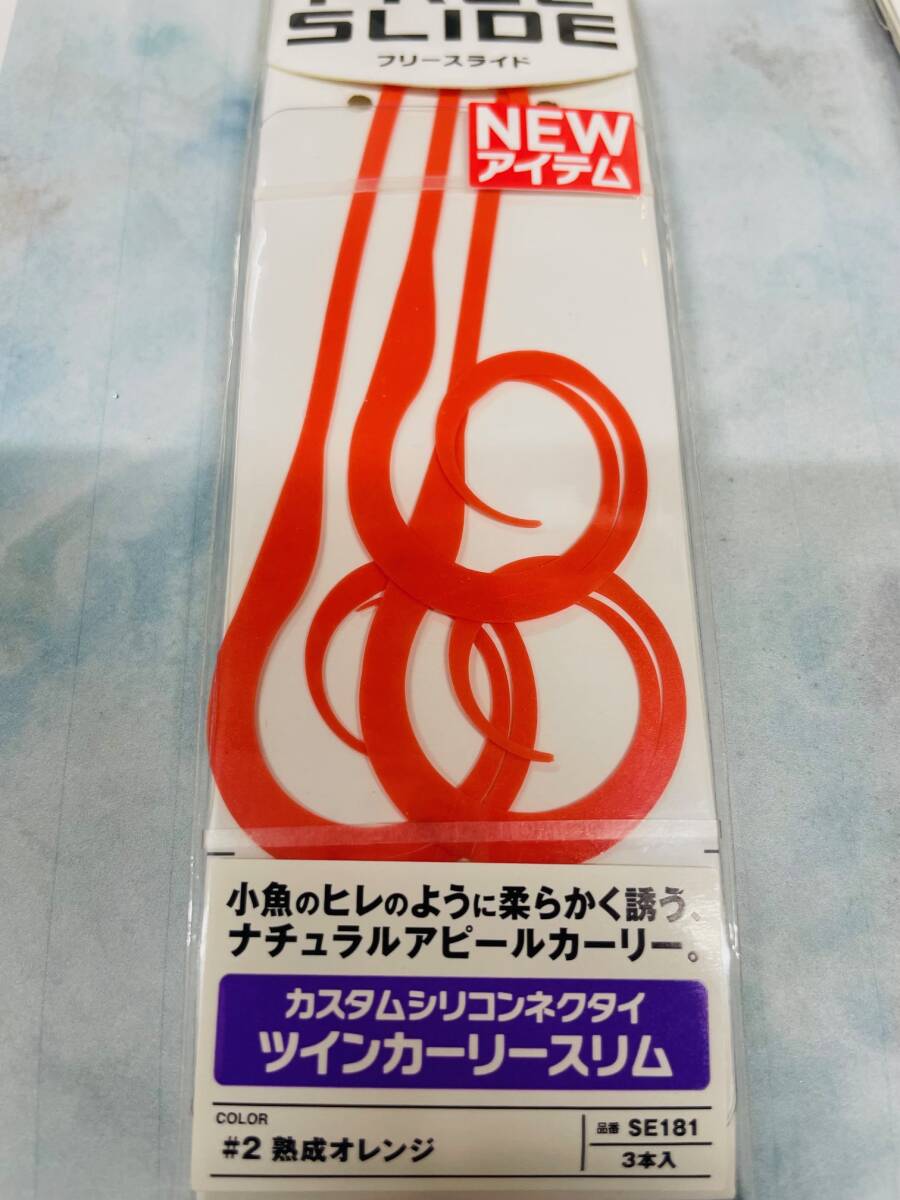 FREE
SLIDE
フリースライド
NEW
アイテム
小魚のヒレのように柔らかく誘う、
ナチュラルアピールカーリー。
カスタムシリコンネクタイ
ツインカーリースリム
COLOR
#2 熟成オレンジ
品番 SE181
3本入